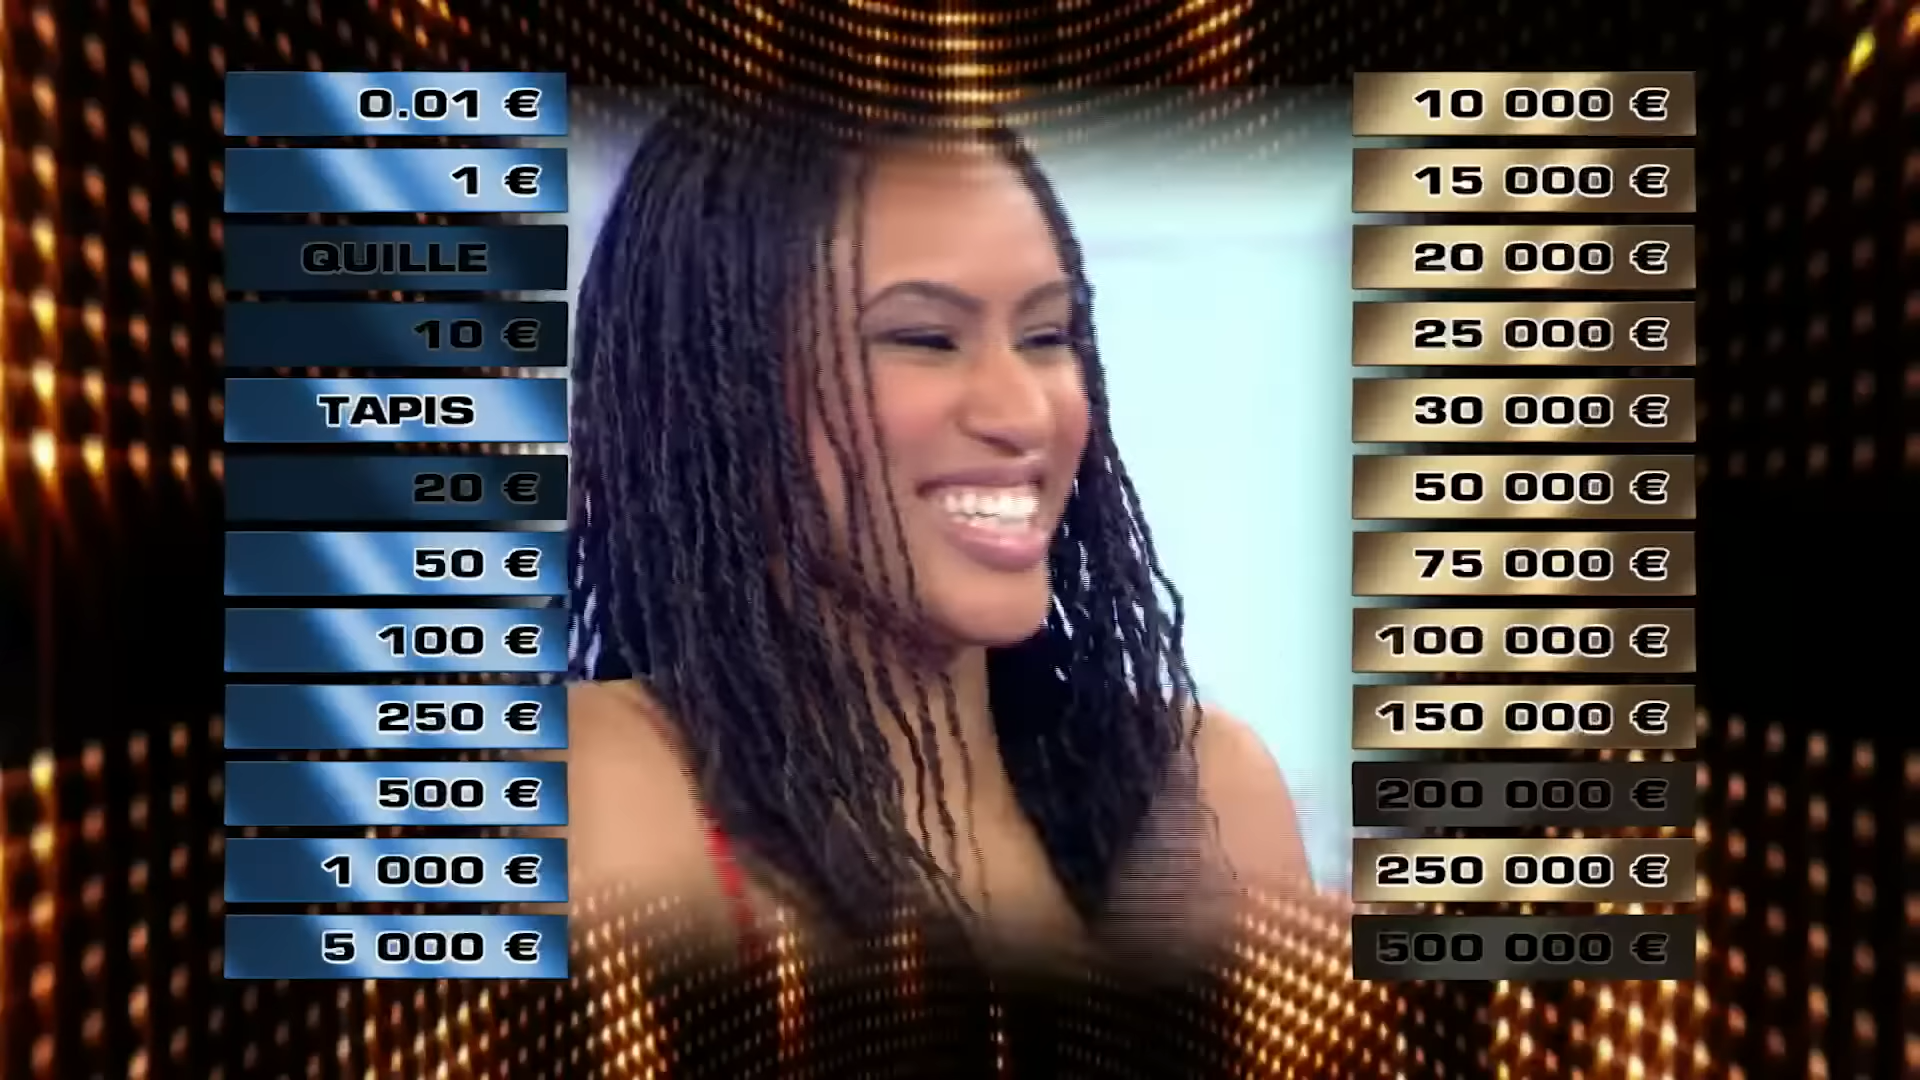 0.01 €
1 €
QUILLE
10 €
TAPIS
20 €
50 €
100 €
250 €
500 €
1 000 €
5 000 €
10 000 €
15 000 €
20 000 €
25 000 €
30 000 €
50 000 €
75 000 €
100 000 €
150 000 €
200 000 €
250 000 €
500 000 €